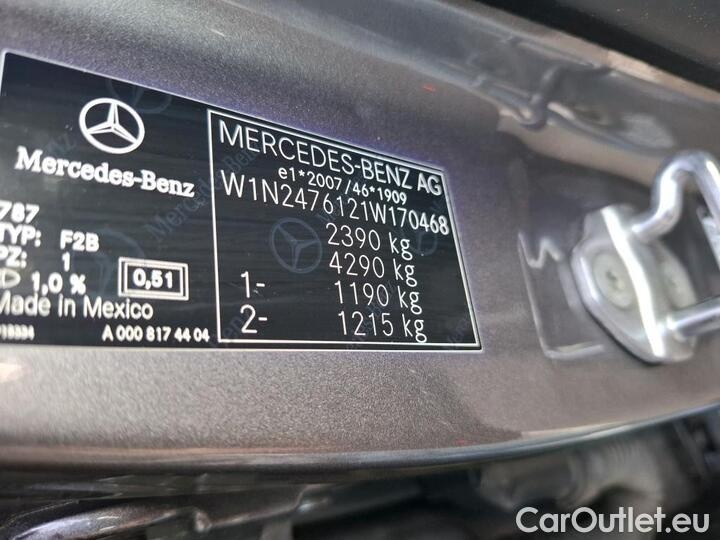 Mercedes-Benz
787
TYP: F2B
PZ: 1
D 1,0 %
0,51
Made in Mexico
A 000 817 44 04
MERCEDES-BENZ AG
e1*2007/46*1909
W1N2476121W170468
2390 kg
4290 kg
1- 1190 kg
2- 1215 kg
CarOutlet.eu